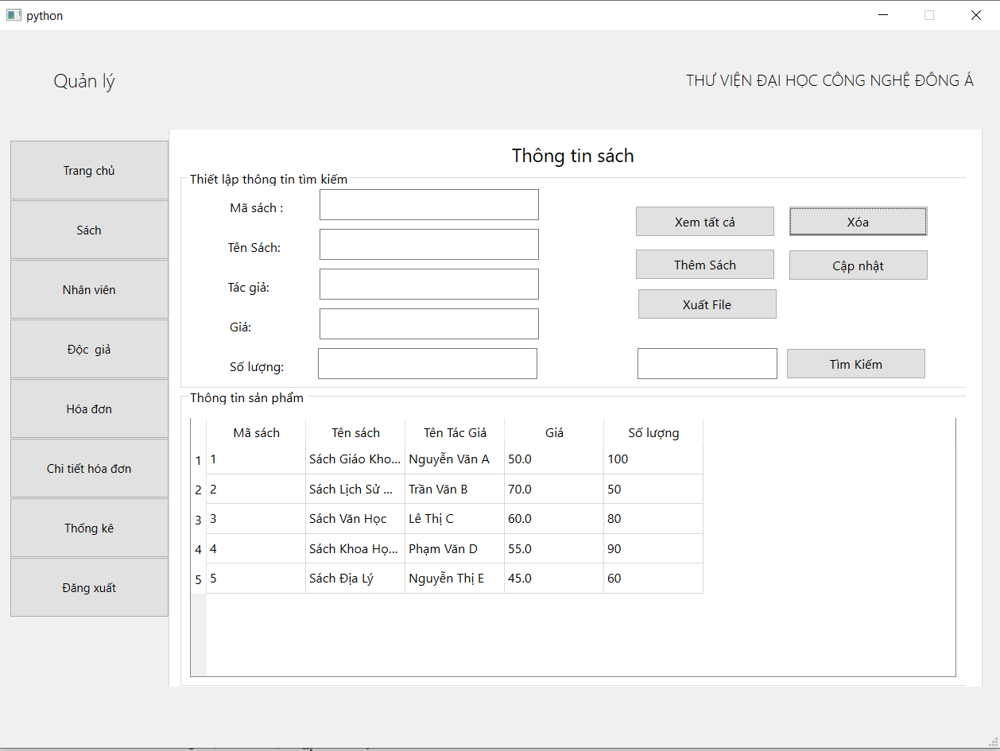 python
Quản lý
THƯ VIỆN ĐẠI HỌC CÔNG NGHỆ ĐÔNG Á
Trang chủ
Sách
Nhân viên
Độc  giả
Hóa đơn
Chi tiết hóa đơn
Thống kê
Đăng xuất
Thông tin sách
Thiết lập thông tin tìm kiếm
Mã sách :
Tên Sách:
Tác giả:
Giá:
Số lượng:
Xem tất cả Xóa
Thêm Sách Cập nhật
Xuất File
Tìm Kiếm
Thông tin sản phẩm
Mã sách Tên sách Tên Tác Giả Giá Số lượng
1 1 Sách Giáo Kho... Nguyễn Văn A 50.0 100
2 2 Sách Lịch Sử ... Trần Văn B 70.0 50
3 3 Sách Văn Học Lê Thị C 60.0 80
4 4 Sách Khoa Họ... Phạm Văn D 55.0 90
5 5 Sách Địa Lý Nguyễn Thị E 45.0 60